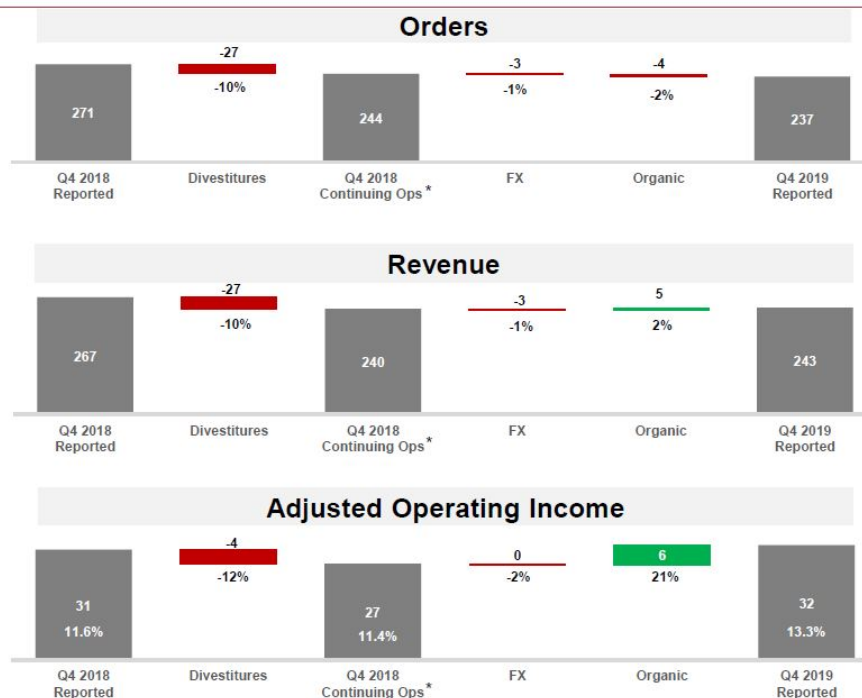 Orders
-27
-3
-4
-10%
-1%
-2%
271
244
237
Q4 2018
Reported
Divestitures
Q4 2018
Continuing Ops *
FX
Organic
Q4 2019
Reported
Revenue
-27
-3
5
-10%
-1%
2%
267
240
243
Q4 2018
Reported
Divestitures
Q4 2018
Continuing Ops *
FX
Organic
Q4 2019
Reported
Adjusted Operating Income
-4
0
6
-12%
-2%
21%
31
11.6%
27
11.4%
32
13.3%
Q4 2018
Reported
Divestitures
Q4 2018
Continuing Ops *
FX
Organic
Q4 2019
Reported